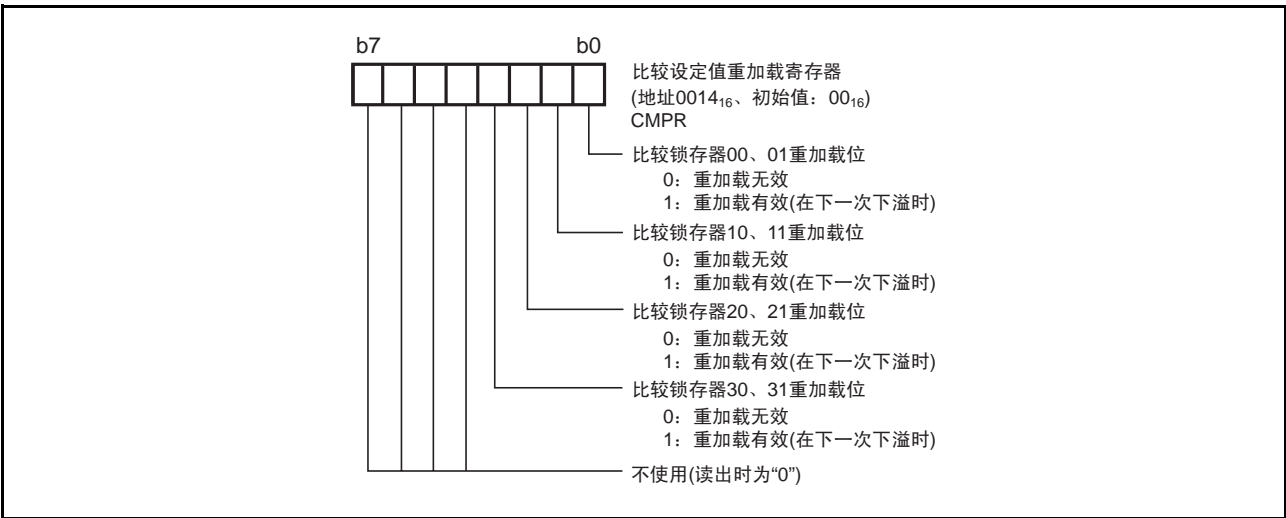 b7 b0
比较设定值重加载寄存器
(地址0014₁₆、初始值：00₁₆)
CMPR
比较锁存器00、01重加载位
0：重加载无效
1：重加载有效(在下一次下溢时)
比较锁存器10、11重加载位
0：重加载无效
1：重加载有效(在下一次下溢时)
比较锁存器20、21重加载位
0：重加载无效
1：重加载有效(在下一次下溢时)
比较锁存器30、31重加载位
0：重加载无效
1：重加载有效(在下一次下溢时)
不使用(读出时为“0”)